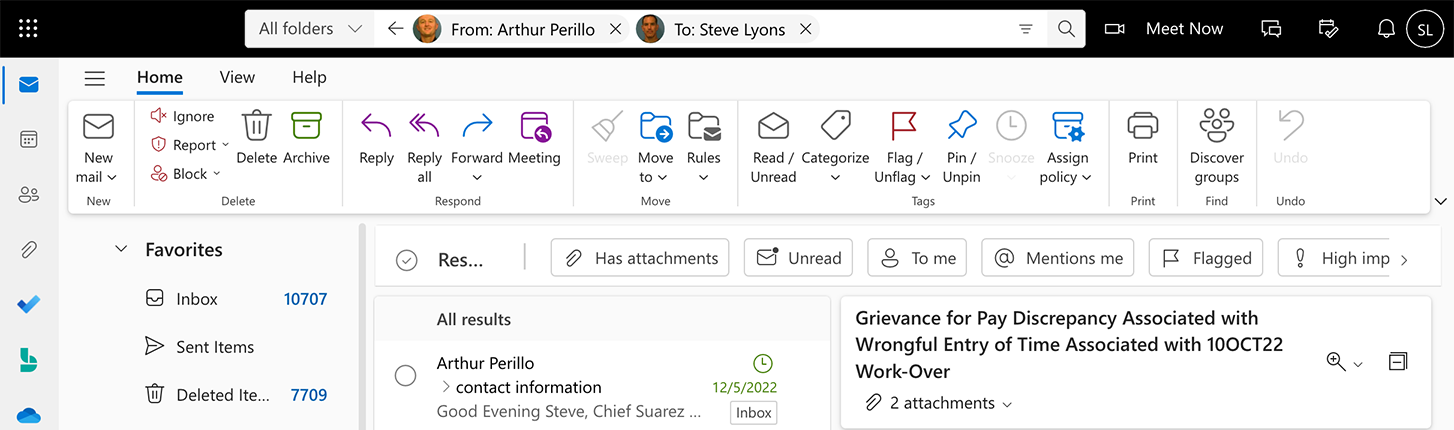 All folders
From: Arthur Perillo
To: Steve Lyons
Meet Now
SL
Home View Help
New mail
Ignore
Report
Block
Delete
Archive
Reply
Reply all
Forward
Meeting
Sweep
Move to
Rules
Read / Unread
Categorize
Flag / Unflag
Pin / Unpin
Snooze
Assign policy
Print
Discover groups
Undo
New
Delete
Respond
Move
Tags
Print
Find
Undo
Favorites
Inbox 10707
Sent Items
Deleted Ite... 7709
Res...
Has attachments
Unread
To me
@ Mentions me
Flagged
High imp
All results
Arthur Perillo
contact information
12/5/2022
Good Evening Steve, Chief Suarez ...
Inbox
Grievance for Pay Discrepancy Associated with
Wrongful Entry of Time Associated with 10OCT22
Work-Over
2 attachments